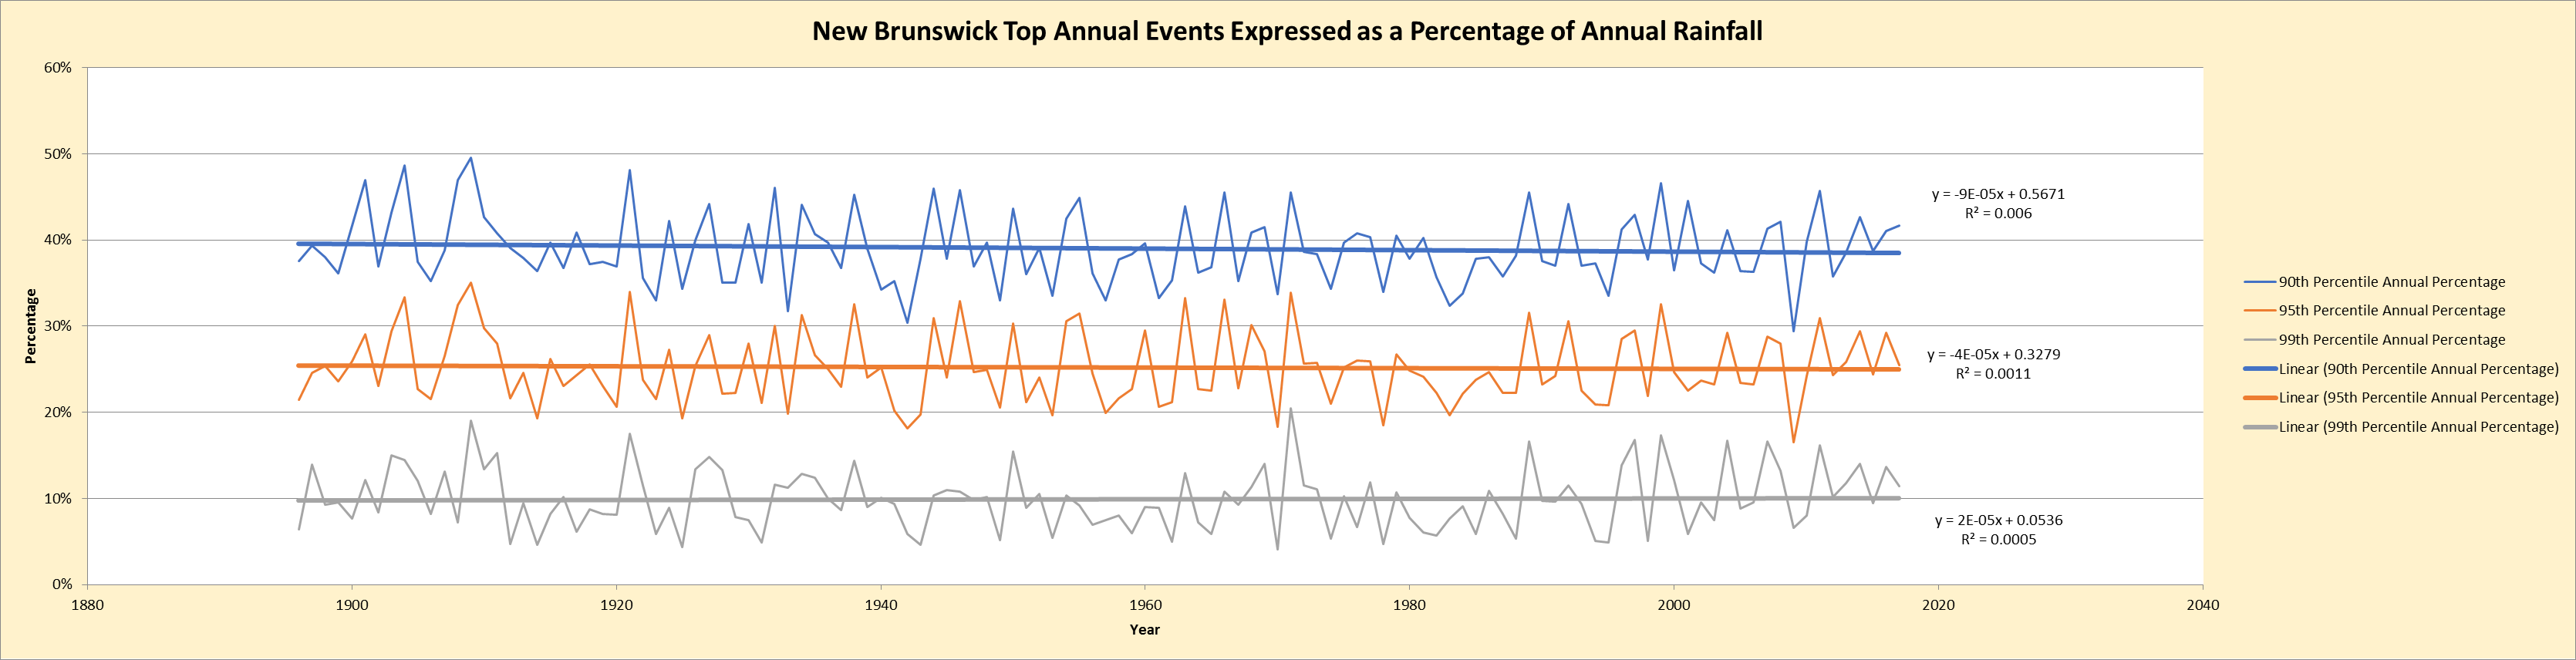 New Brunswick Top Annual Events Expressed as a Percentage of Annual Rainfall
60%
50%
40%
30%
20%
10%
0%
Percentage
1880 1900 1920 1940 1960 1980 2000 2020 2040
Year
y = -9E-05x + 0.5671
R² = 0.006
y = -4E-05x + 0.3279
R² = 0.0011
y = 2E-05x + 0.0536
R² = 0.0005
90th Percentile Annual Percentage
95th Percentile Annual Percentage
99th Percentile Annual Percentage
Linear (90th Percentile Annual Percentage)
Linear (95th Percentile Annual Percentage)
Linear (99th Percentile Annual Percentage)